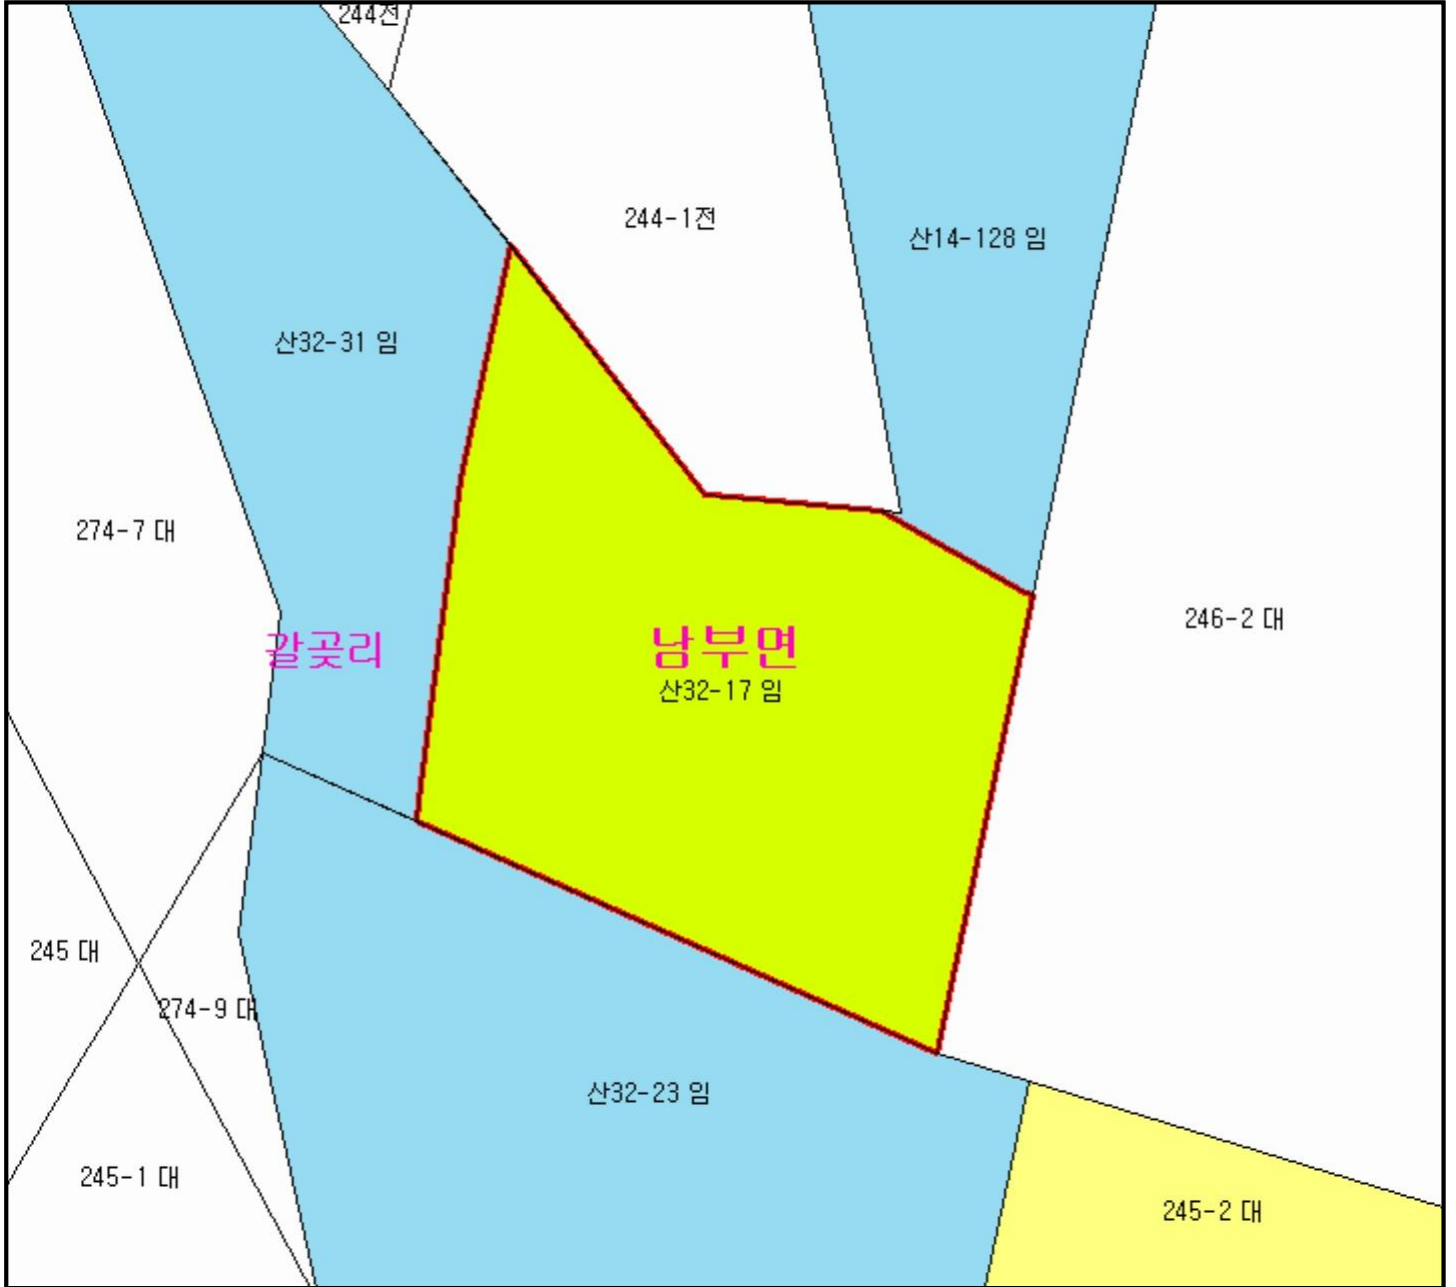 244전
244-1전
산14-128 임
산32-31 임
274-7 대
246-2 대
갈곶리
남부면
산32-17 임
245 대
274-9 대
산32-23 임
245-1 대
245-2 대